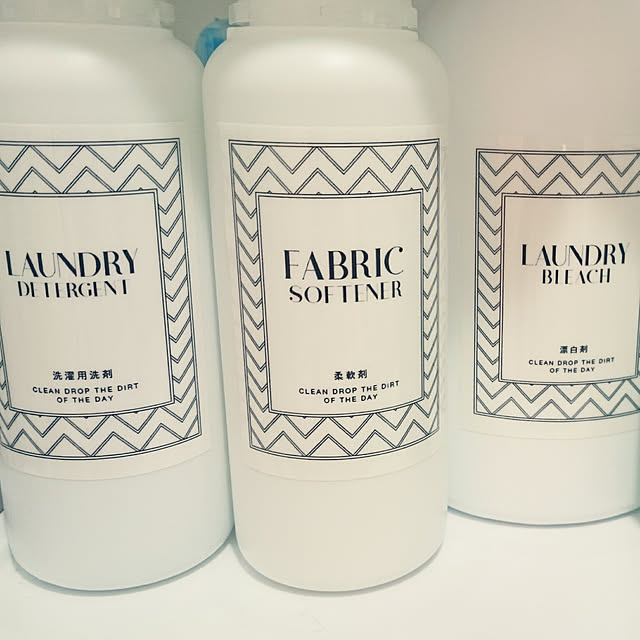 LAUNDRY
DETERGENT
洗濯用洗剤
CLEAN DROP THE DIRT
OF THE DAY
FABRIC
SOFTENER
柔軟剤
CLEAN DROP THE DIRT
OF THE DAY
LAUNDRY
BLEACH
漂白剤
CLEAN DROP THE DIRT
OF THE DAY